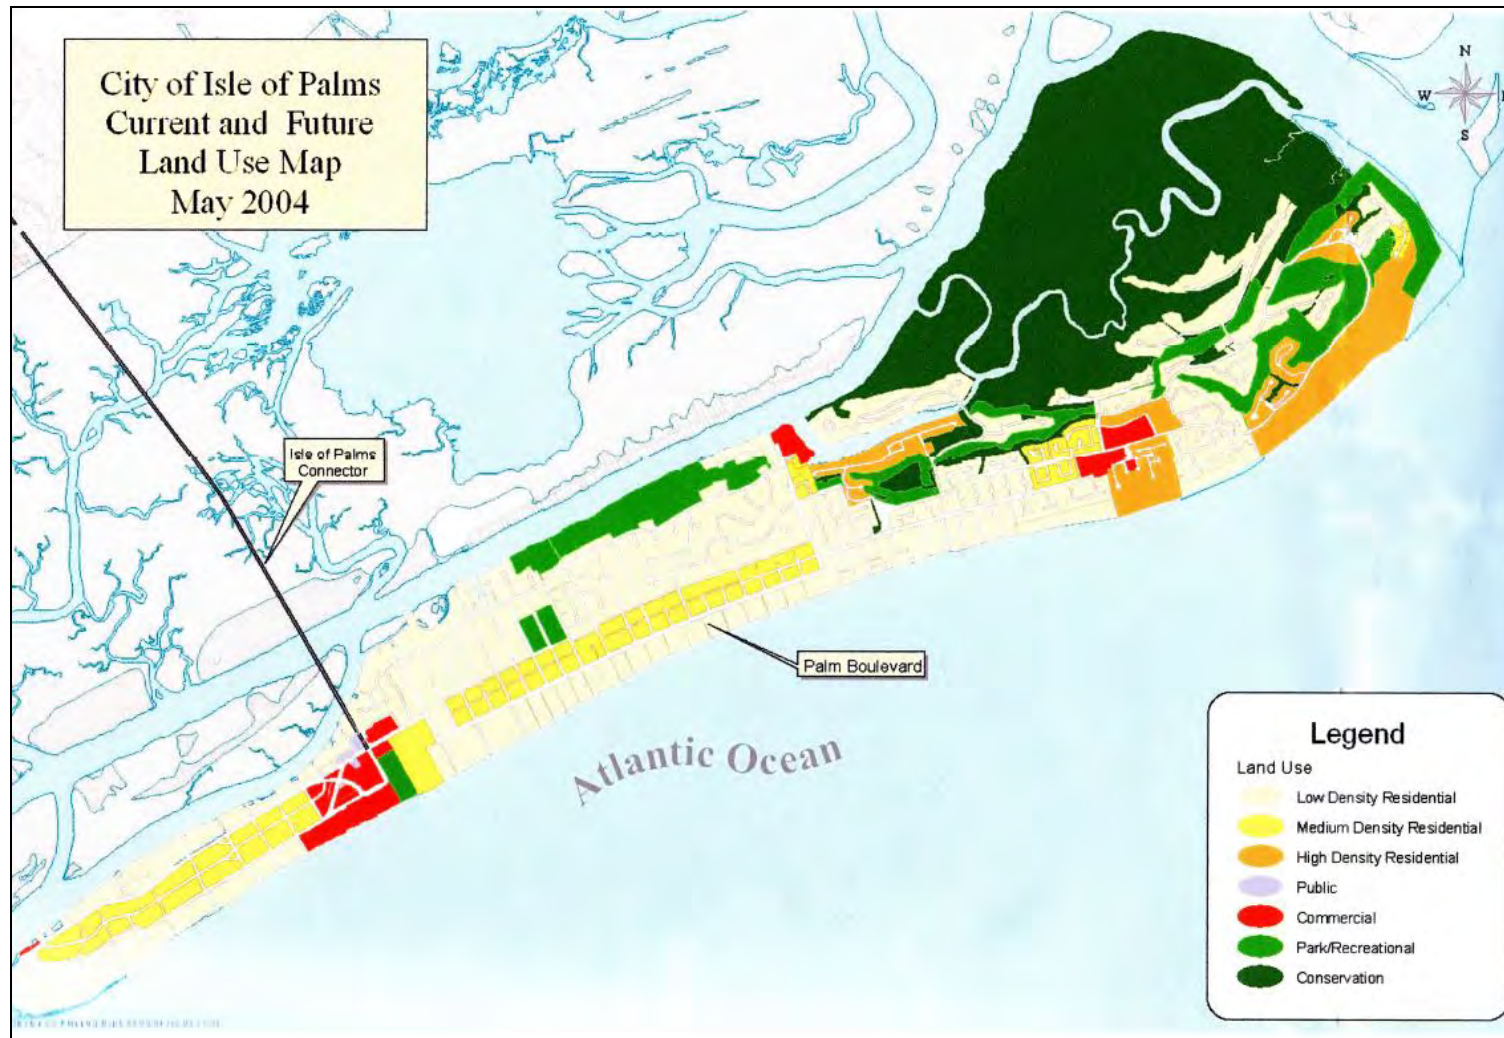 City of Isle of Palms
Current and Future
Land Use Map
May 2004
N
W
S
Isle of Palms
Connector
Palm Boulevard
Atlantic Ocean
Legend
Land Use
Low Density Residential
Medium Density Residential
High Density Residential
Public
Commercial
Park/Recreational
Conservation